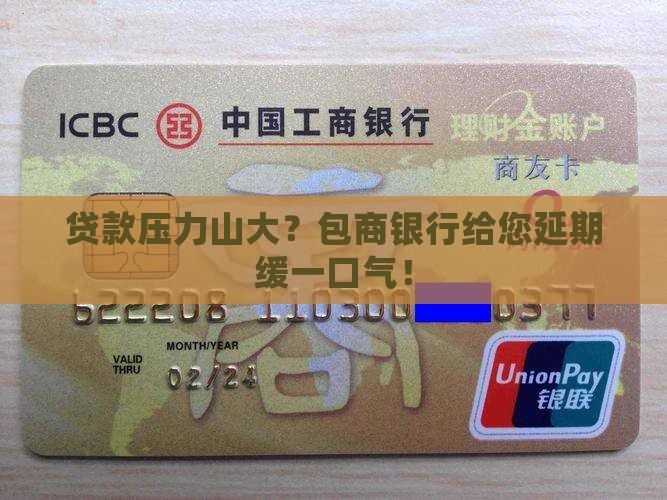 ICBC 中国工商银行 理财金账户
商友卡
贷款压力山大？包商银行给您延期
缓一口气！
622208 110300 0377
MONTH/YEAR
VALID
THRU
02/24
UnionPay
银联